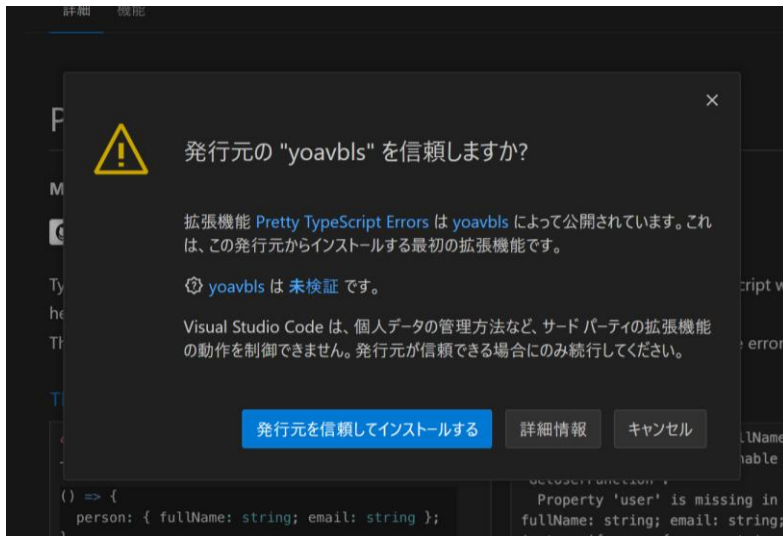 詳細 機能
発行元の "yoavbls" を信頼しますか?
拡張機能 Pretty TypeScript Errors は yoavbls によって公開されています。これ
は、この発行元からインストールする最初の拡張機能です。
yoavbls は 未検証 です。
Visual Studio Code は、個人データの管理方法など、サード パーティの拡張機能
の動作を制御できません。発行元が信頼できる場合にのみ続行してください。
発行元を信頼してインストールする 詳細情報 キャンセル
() => {
person: { fullName: string; email: string };
Property 'user' is missing in
fullName: string; email: string;